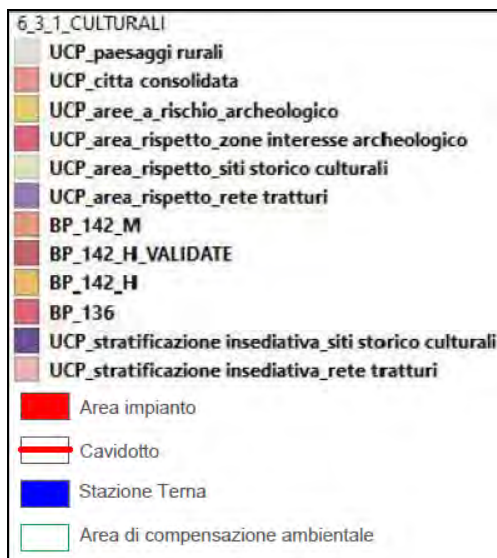 6_3_1_CULTURALI
UCP_paesaggi rurali
UCP_citta consolidata
UCP_aree_a_rischio_archeologico
UCP_area_rispetto_zone interesse archeologico
UCP_area_rispetto_siti storico culturali
UCP_area_rispetto_rete tratturi
BP_142_M
BP_142_H_VALIDATE
BP_142_H
BP_136
UCP_stratificazione insediativa_siti storico culturali
UCP_stratificazione insediativa_rete tratturi
Area impianto
Cavidotto
Stazione Terna
Area di compensazione ambientale